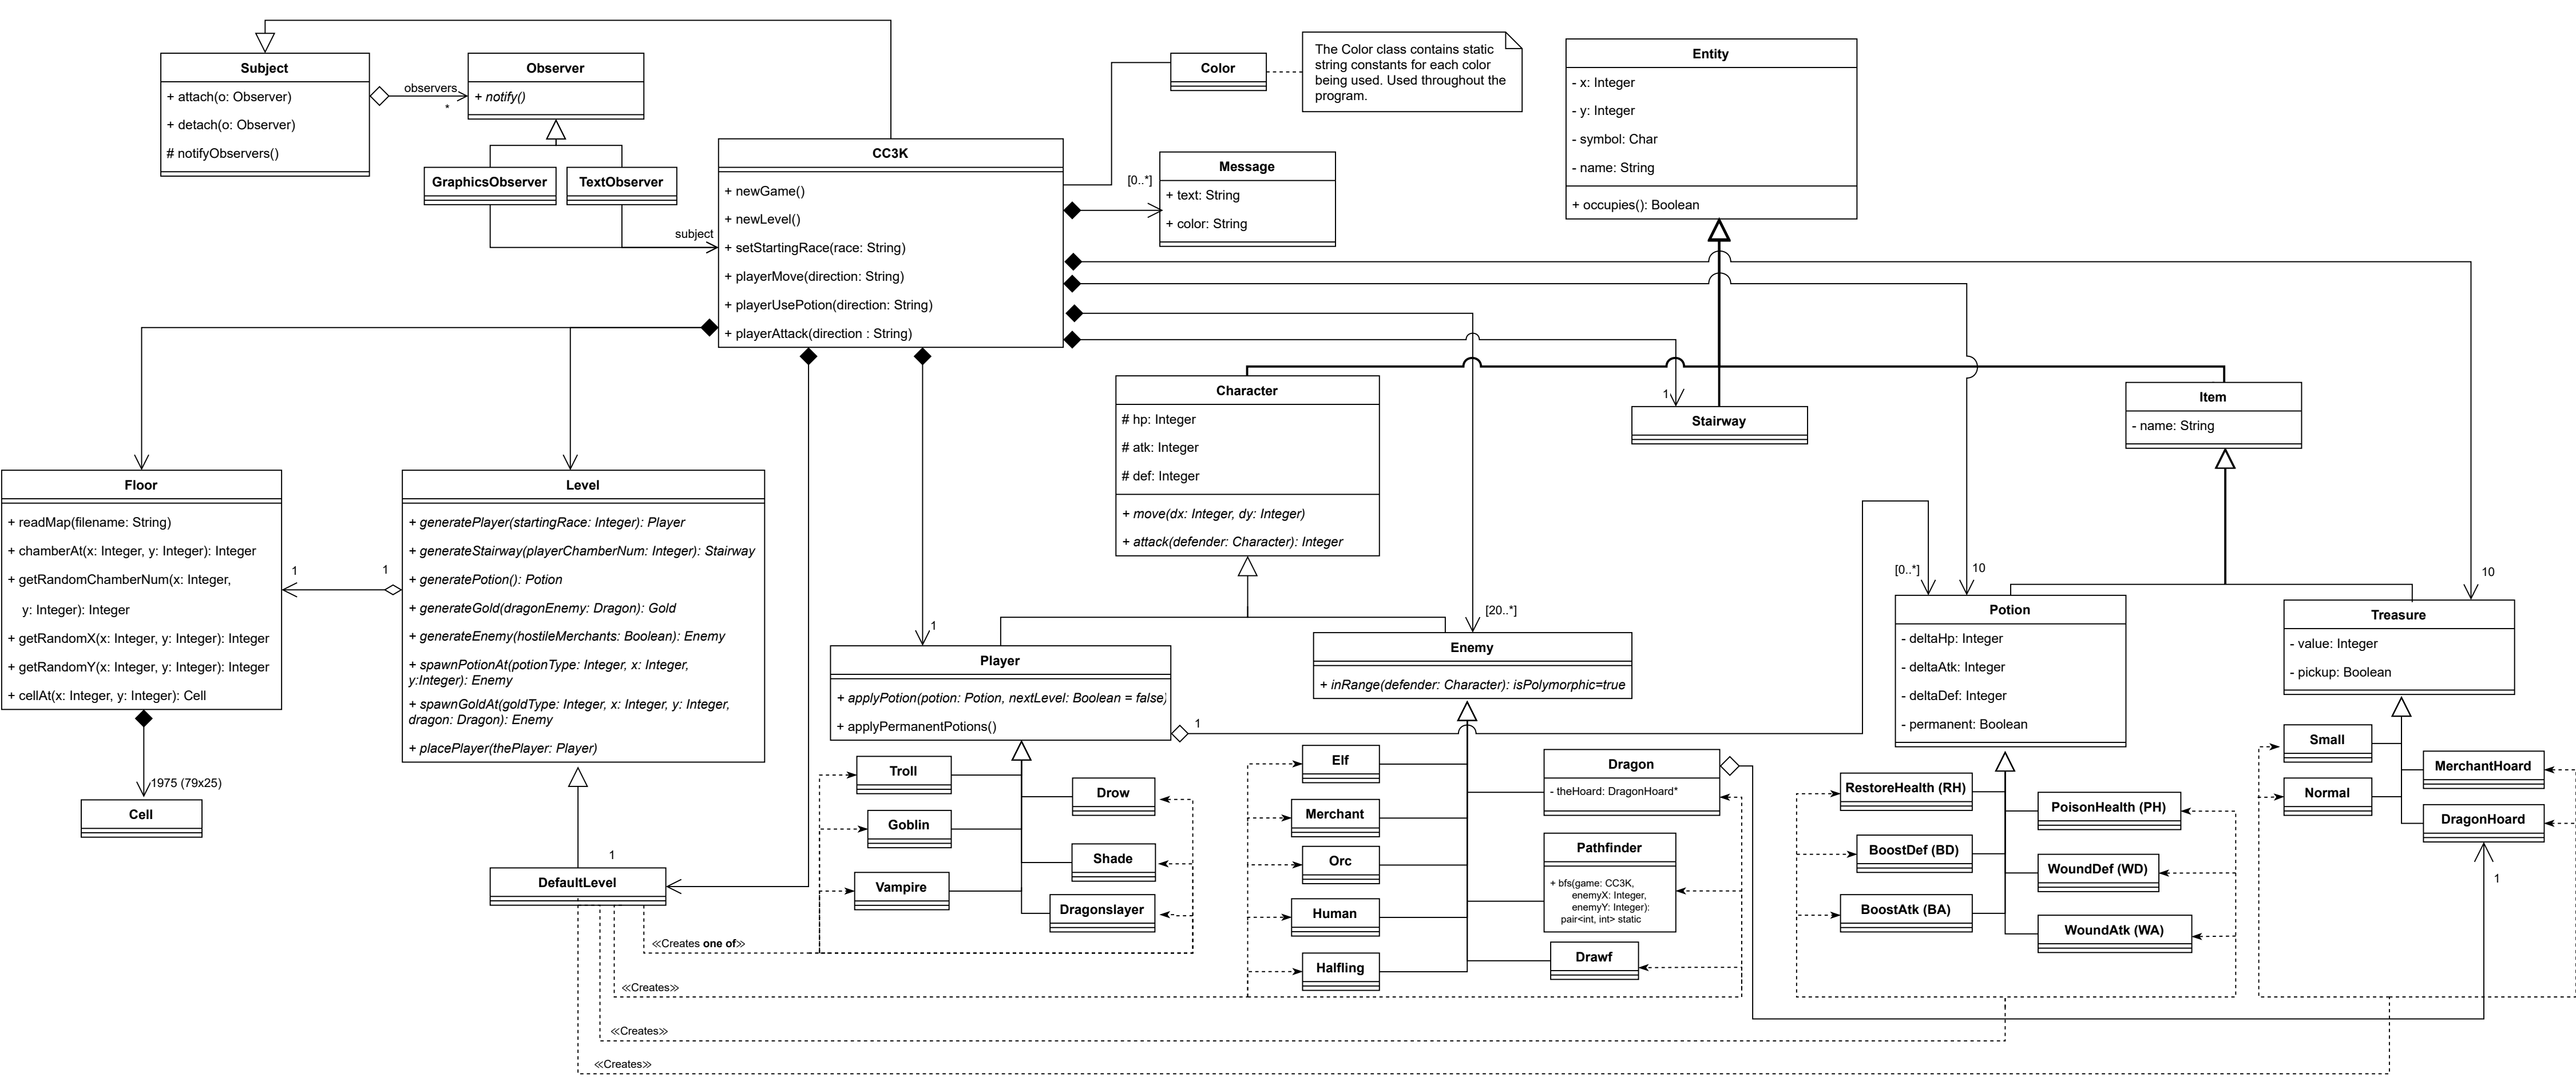 Subject
+ attach(o: Observer)
+ detach(o: Observer)
# notifyObservers()
observers
*
Observer
+ notify()
GraphicsObserver
TextObserver
subject
CC3K
+ newGame()
+ newLevel()
+ setStartingRace(race: String)
+ playerMove(direction: String)
+ playerUsePotion(direction: String)
+ playerAttack(direction : String)
Color
The Color class contains static
string constants for each color
being used. Used throughout the
program.
[0..*]
Message
+ text: String
+ color: String
Entity
- x: Integer
- y: Integer
- symbol: Char
- name: String
+ occupies(): Boolean
Character
# hp: Integer
# atk: Integer
# def: Integer
+ move(dx: Integer, dy: Integer)
+ attack(defender: Character): Integer
1
Stairway
Item
- name: String
Floor
+ readMap(filename: String)
+ chamberAt(x: Integer, y: Integer): Integer
+ getRandomChamberNum(x: Integer,
y: Integer): Integer
+ getRandomX(x: Integer, y: Integer): Integer
+ getRandomY(x: Integer, y: Integer): Integer
+ cellAt(x: Integer, y: Integer): Cell
1
1
Level
+ generatePlayer(startingRace: Integer): Player
+ generateStairway(playerChamberNum: Integer): Stairway
+ generatePotion(): Potion
+ generateGold(dragonEnemy: Dragon): Gold
+ generateEnemy(hostileMerchants: Boolean): Enemy
+ spawnPotionAt(potionType: Integer, x: Integer,
y:Integer): Enemy
+ spawnGoldAt(goldType: Integer, x: Integer, y: Integer,
dragon: Dragon): Enemy
+ placePlayer(thePlayer: Player)
1975 (79x25)
Cell
1
DefaultLevel
1
Player
+ applyPotion(potion: Potion, nextLevel: Boolean = false)
+ applyPermanentPotions()
1
[20..*]
Enemy
+ inRange(defender: Character): isPolymorphic=true
[0..*]
10
Potion
- deltaHp: Integer
- deltaAtk: Integer
- deltaDef: Integer
- permanent: Boolean
10
Treasure
- value: Integer
- pickup: Boolean
Troll
Drow
Goblin
Shade
Vampire
Dragonslayer
Elf
Merchant
Orc
Human
Halfling
Dragon
- theHoard: DragonHoard*
Pathfinder
+ bfs(game: CC3K,
enemyX: Integer,
enemyY: Integer):
pair<int, int> static
Drawf
RestoreHealth (RH)
PoisonHealth (PH)
BoostDef (BD)
WoundDef (WD)
BoostAtk (BA)
WoundAtk (WA)
Small
MerchantHoard
Normal
DragonHoard
1
≪Creates one of≫
≪Creates≫
≪Creates≫
≪Creates≫